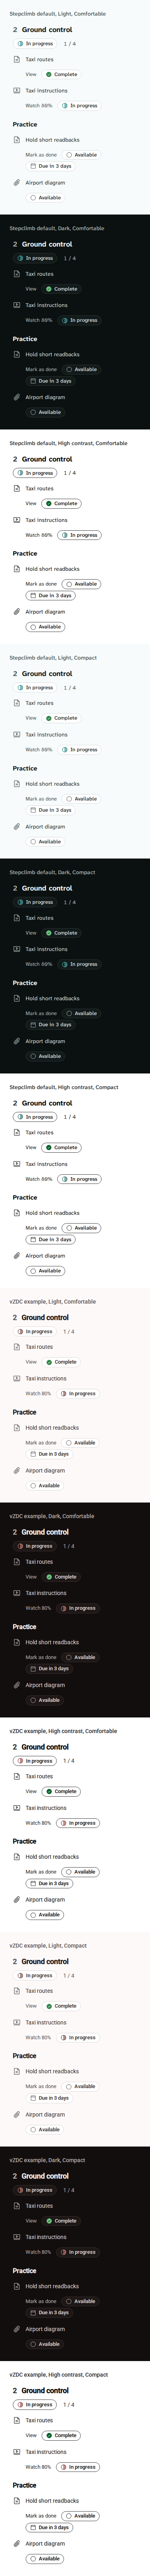 Stepclimb default, Light, Comfortable
2 Ground control
In progress 1 / 4
Taxi routes
View Complete
Taxi instructions
Watch 80% In progress
Practice
Hold short readbacks
Mark as done Available
Due in 3 days
Airport diagram
Available
Stepclimb default, Dark, Comfortable
2 Ground control
In progress 1 / 4
Taxi routes
View Complete
Taxi instructions
Watch 80% In progress
Practice
Hold short readbacks
Mark as done Available
Due in 3 days
Airport diagram
Available
Stepclimb default, High contrast, Comfortable
2 Ground control
In progress 1 / 4
Taxi routes
View Complete
Taxi instructions
Watch 80% In progress
Practice
Hold short readbacks
Mark as done Available
Due in 3 days
Airport diagram
Available
Stepclimb default, Light, Compact
2 Ground control
In progress 1 / 4
Taxi routes
View Complete
Taxi instructions
Watch 80% In progress
Practice
Hold short readbacks
Mark as done Available
Due in 3 days
Airport diagram
Available
Stepclimb default, Dark, Compact
2 Ground control
In progress 1 / 4
Taxi routes
View Complete
Taxi instructions
Watch 80% In progress
Practice
Hold short readbacks
Mark as done Available
Due in 3 days
Airport diagram
Available
Stepclimb default, High contrast, Compact
2 Ground control
In progress 1 / 4
Taxi routes
View Complete
Taxi instructions
Watch 80% In progress
Practice
Hold short readbacks
Mark as done Available
Due in 3 days
Airport diagram
Available
vZDC example, Light, Comfortable
2 Ground control
In progress 1 / 4
Taxi routes
View Complete
Taxi instructions
Watch 80% In progress
Practice
Hold short readbacks
Mark as done Available
Due in 3 days
Airport diagram
Available
vZDC example, Dark, Comfortable
2 Ground control
In progress 1 / 4
Taxi routes
View Complete
Taxi instructions
Watch 80% In progress
Practice
Hold short readbacks
Mark as done Available
Due in 3 days
Airport diagram
Available
vZDC example, High contrast, Comfortable
2 Ground control
In progress 1 / 4
Taxi routes
View Complete
Taxi instructions
Watch 80% In progress
Practice
Hold short readbacks
Mark as done Available
Due in 3 days
Airport diagram
Available
vZDC example, Light, Compact
2 Ground control
In progress 1 / 4
Taxi routes
View Complete
Taxi instructions
Watch 80% In progress
Practice
Hold short readbacks
Mark as done Available
Due in 3 days
Airport diagram
Available
vZDC example, Dark, Compact
2 Ground control
In progress 1 / 4
Taxi routes
View Complete
Taxi instructions
Watch 80% In progress
Practice
Hold short readbacks
Mark as done Available
Due in 3 days
Airport diagram
Available
vZDC example, High contrast, Compact
2 Ground control
In progress 1 / 4
Taxi routes
View Complete
Taxi instructions
Watch 80% In progress
Practice
Hold short readbacks
Mark as done Available
Due in 3 days
Airport diagram
Available